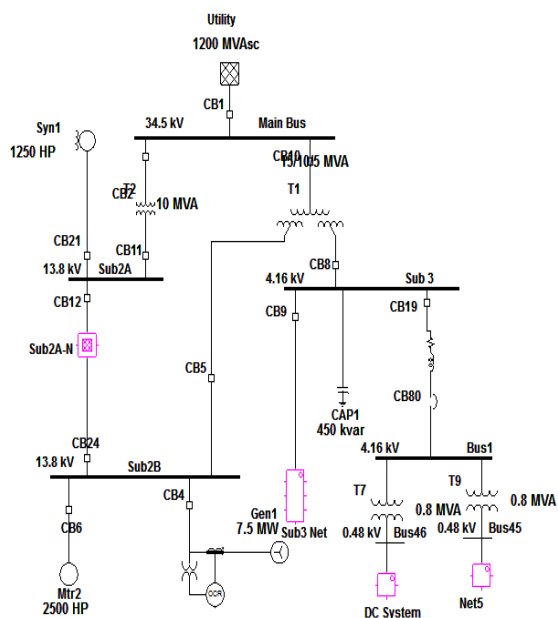 Utility
1200 MVAsc
CB1
Syn1
1250 HP
34.5 kV
Main Bus
CB10
15/10/5 MVA
CB2
T2
10 MVA
T1
CB21
CB11
CB8
13.8 kV
Sub2A
4.16 kV
Sub 3
CB12
CB9
CB19
Sub2A-N
CB5
CB80
CAP1
450 kvar
CB24
4.16 kV
Bus1
13.8 kV
Sub2B
T7
T9
CB4
Gen1
7.5 MW
0.8 MVA
0.8 MVA
CB6
Sub3 Net
0.48 kV
Bus46
0.48 kV
Bus45
Mtr2
2500 HP
OCR
DC System
Net5